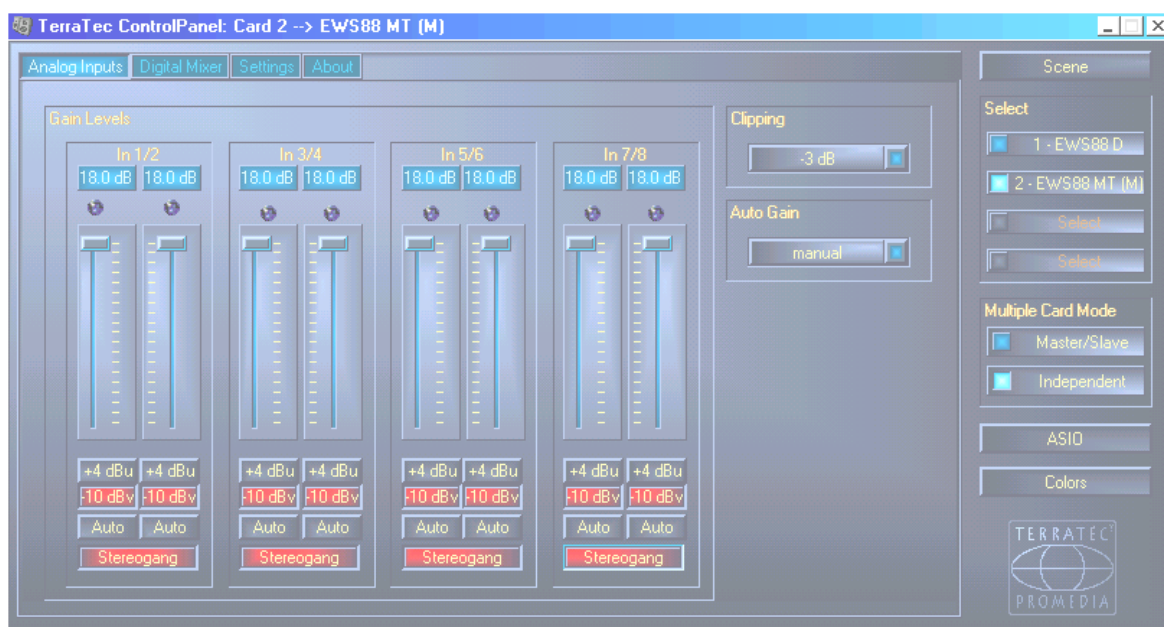 TerraTec ControlPanel: Card 2 --> EWS88 MT (M)
Analog Inputs Digital Mixer Settings About
Gain Levels
In 1/2 In 3/4 In 5/6 In 7/8
18.0 dB 18.0 dB 18.0 dB 18.0 dB 18.0 dB 18.0 dB 18.0 dB 18.0 dB
+4 dBu +4 dBu +4 dBu +4 dBu +4 dBu +4 dBu +4 dBu +4 dBu
-10 dBv -10 dBv -10 dBv -10 dBv -10 dBv -10 dBv -10 dBv -10 dBv
Auto Auto Auto Auto Auto Auto Auto Auto
Stereogang Stereogang Stereogang Stereogang
Clipping
-3 dB
Auto Gain
manual
Scene
Select
1 - EWS88 D
2 - EWS88 MT (M)
Select
Select
Multiple Card Mode
Master/Slave
Independent
ASIO
Colors
TERRATEC
PROMEDIA